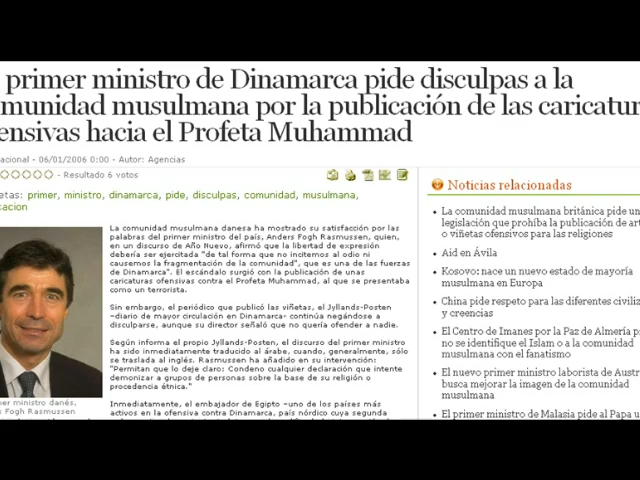 primer ministro de Dinamarca pide disculpas a la
munidad musulmana por la publicación de las caricatur
ensivas hacia el Profeta Muhammad
acional - 06/01/2006 0:00 - Autor: Agencias
- Resultado 6 votos
etas: primer, ministro, dinamarca, pide, disculpas, comunidad, musulmana,
cacion
La comunidad musulmana danesa ha mostrado su satisfacción por las
palabras del primer ministro del país, Anders Fogh Rasmussen, quien,
en un discurso de Año Nuevo, afirmó que la libertad de expresión
debería ser ejercitada "de tal forma que no incitemos al odio ni
causemos la fragmentación de la comunidad", que es una de las fuerzas
de Dinamarca". El escándalo surgió con la publicación de unas
caricaturas ofensivas contra el Profeta Muhammad, al que se presentaba
como un terrorista.
Sin embargo, el periódico que publicó las viñetas, el Jyllands-Posten
–diario de mayor circulación en Dinamarca- continúa negándose a
disculparse, aunque su director señaló que no quería ofender a nadie.
Según informa el propio Jyllands-Posten, el discurso del primer ministro
ha sido inmediatamente traducido al árabe, cuando, generalmente, sólo
se traslada al inglés. Rasmussen ha añadido en su intervención:
"Permitan que lo deje claro: Condeno cualquier declaración que intente
demonizar a grupos de personas sobre la base de su religión o
procedencia étnica."
Inmediatamente, el embajador de Egipto –uno de los países más
activos en la ofensiva contra Dinamarca, país nórdico cuya segunda
mer ministro danés,
s Fogh Rasmussen
Noticias relacionadas
La comunidad musulmana británica pide un
legislación que prohíba la publicación de art
o viñetas ofensivos para las religiones
Aid en Ávila
Kosovo: nace un nuevo estado de mayoría
musulmana en Europa
China pide respeto para las diferentes civiliz
y creencias
El Centro de Imanes por la Paz de Almería p
no se identifique el Islam o a la comunidad
musulmana con el fanatismo
El nuevo primer ministro laborista de Austr
busca mejorar la imagen de la comunidad
musulmana
El primer ministro de Malasia pide al Papa u